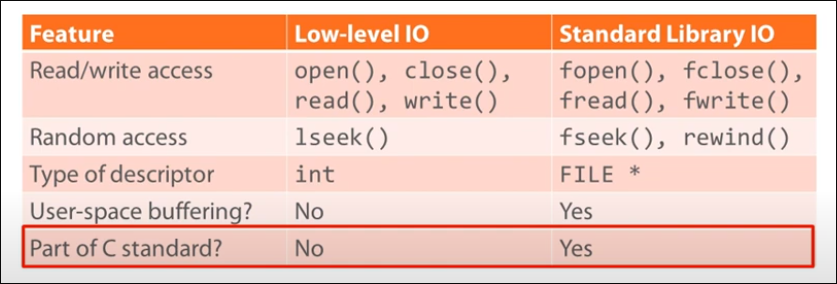 Feature Low-level IO Standard Library IO
Read/write access open(), close(), fopen(), fclose(),
read(), write() fread(), fwrite()
Random access lseek() fseek(), rewind()
Type of descriptor int FILE *
User-space buffering? No Yes
Part of C standard? No Yes